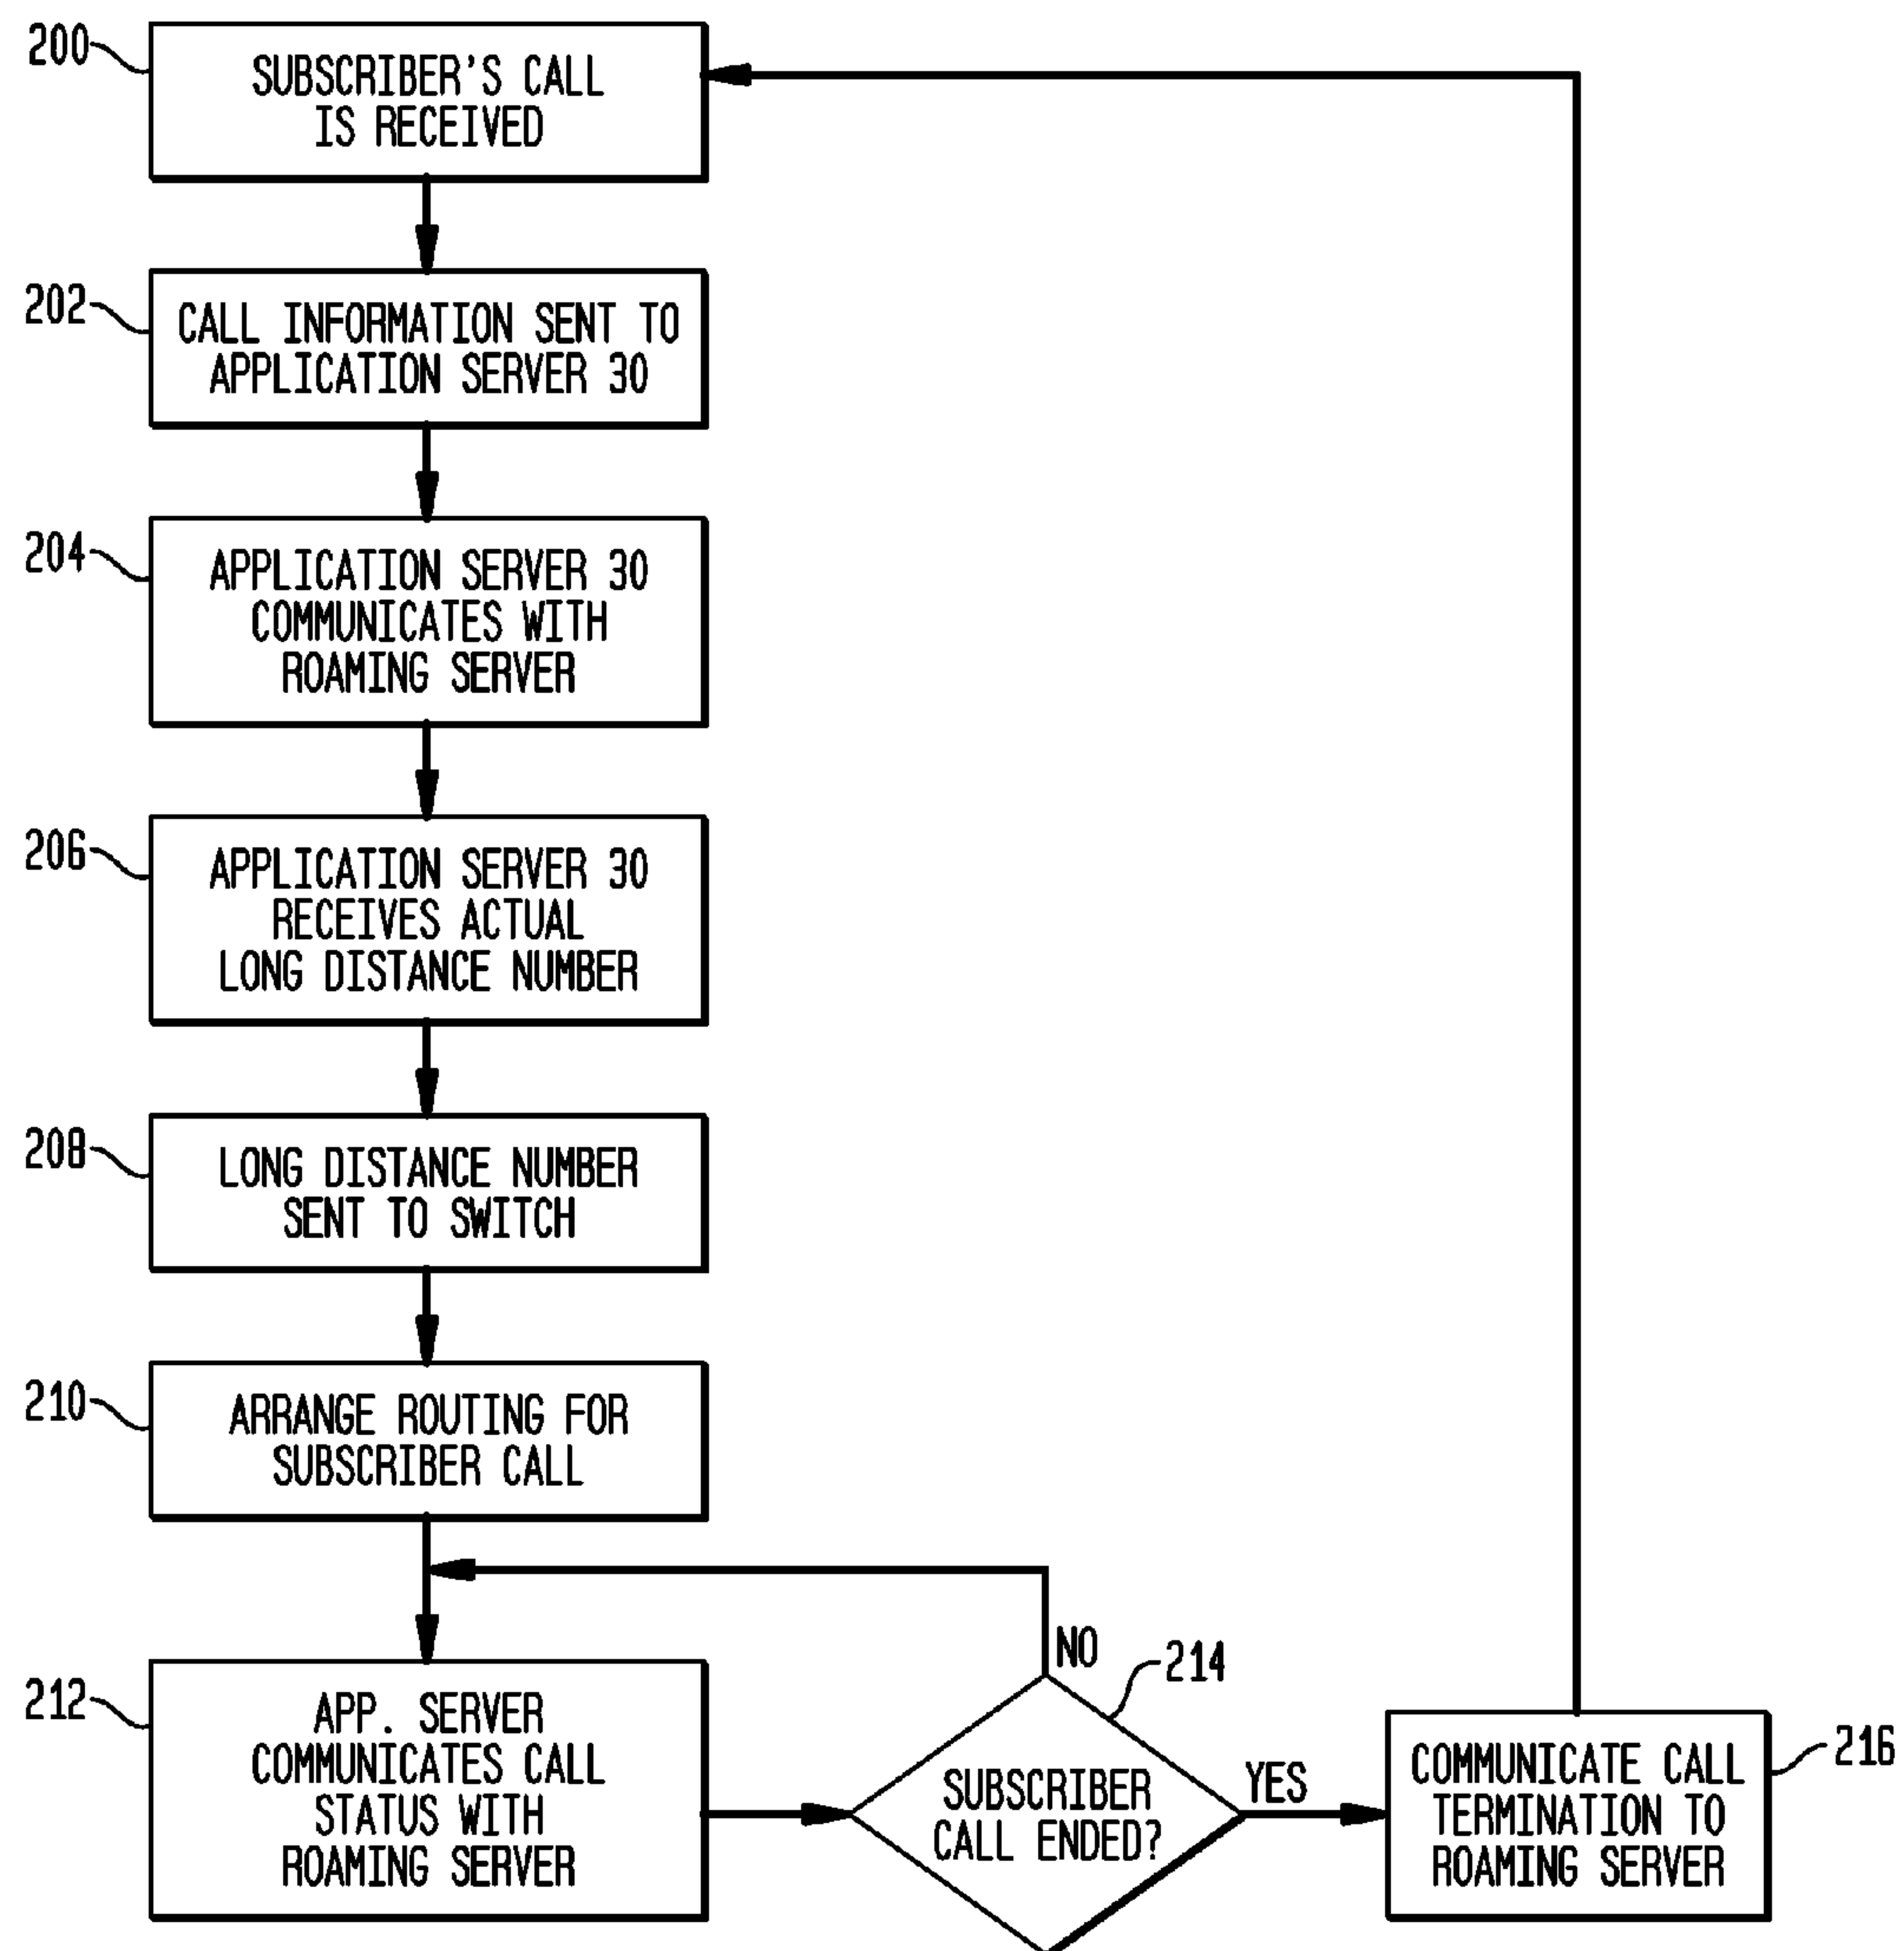 200
SUBSCRIBER'S CALL
IS RECEIVED
202
CALL INFORMATION SENT TO
APPLICATION SERVER 30
204
APPLICATION SERVER 30
COMMUNICATES WITH
ROAMING SERVER
206
APPLICATION SERVER 30
RECEIVES ACTUAL
LONG DISTANCE NUMBER
208
LONG DISTANCE NUMBER
SENT TO SWITCH
210
ARRANGE ROUTING FOR
SUBSCRIBER CALL
212
APP. SERVER
COMMUNICATES CALL
STATUS WITH
ROAMING SERVER
NO
214
SUBSCRIBER
CALL ENDED?
YES
216
COMMUNICATE CALL
TERMINATION TO
ROAMING SERVER